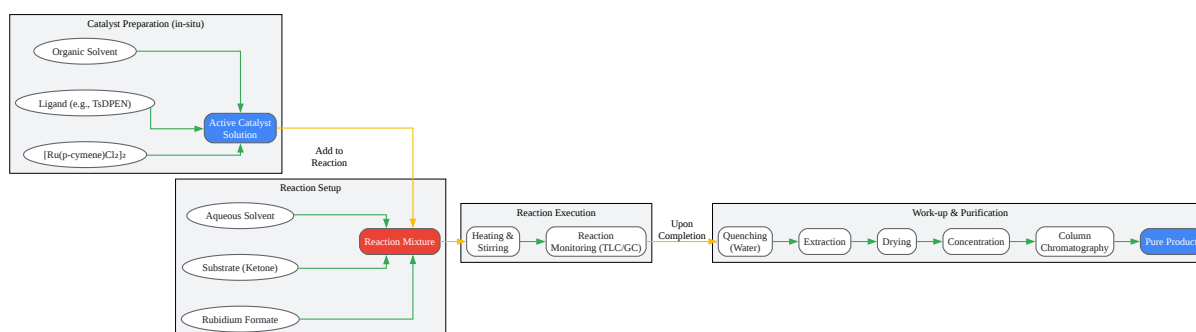 Catalyst Preparation (in-situ)
Organic Solvent
Ligand (e.g., TsDPEN)
Active Catalyst
Solution
[Ru(p-cymene)Cl₂]₂
Add to
Reaction
Reaction Setup
Aqueous Solvent
Reaction Mixture
Substrate (Ketone)
Rubidium Formate
Reaction Execution
Heating &
Stirring
Reaction
Monitoring (TLC/GC)
Upon
Completion
Work-up & Purification
Quenching
(Water)
Extraction
Drying
Concentration
Column
Chromatography
Pure Product